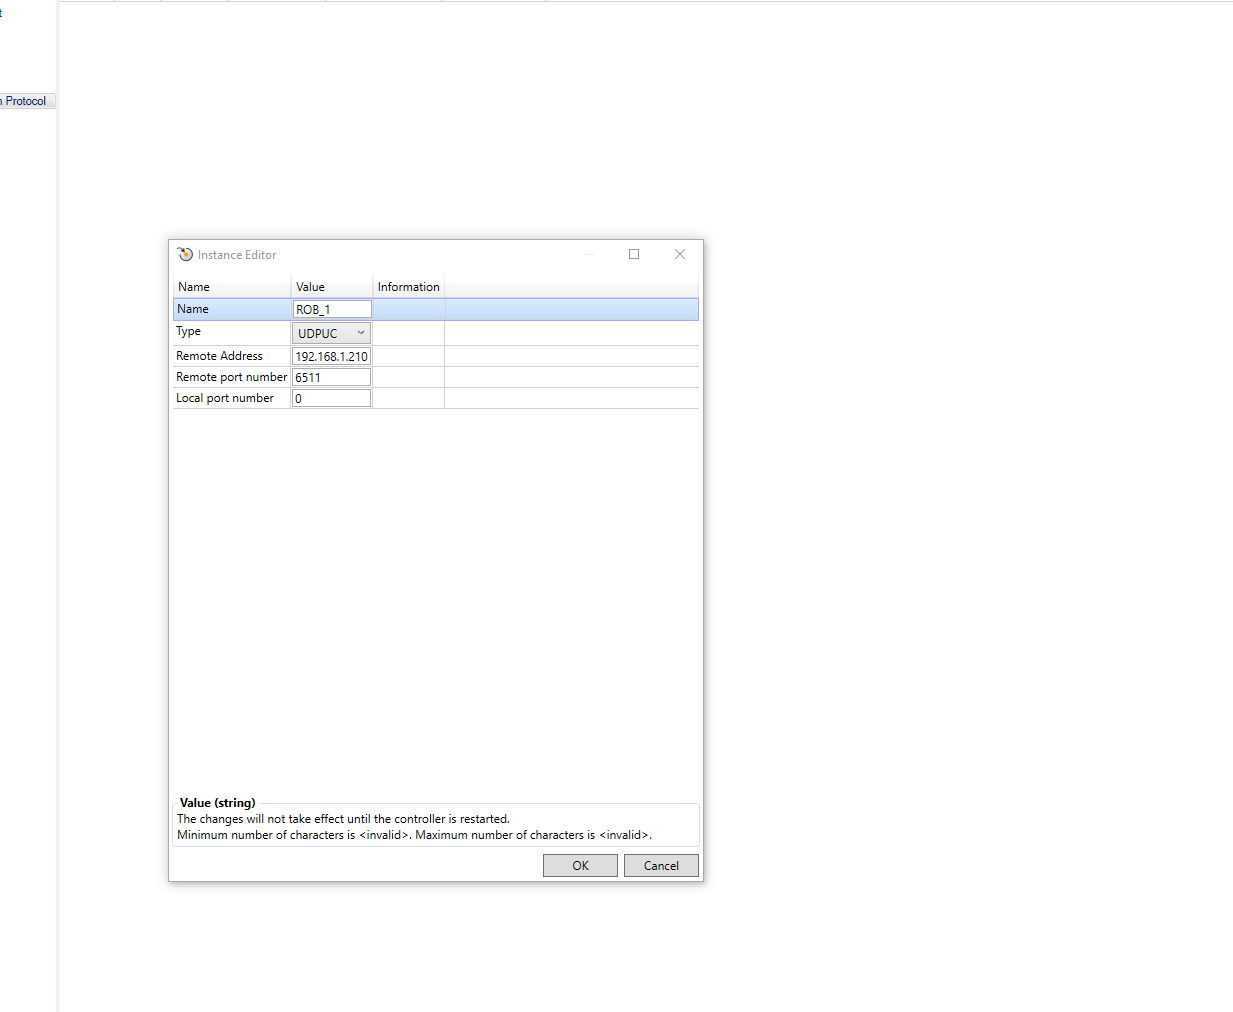 t
n Protocol
Instance Editor
Name Value Information
Name ROB_1
Type UDPUC
Remote Address 192.168.1.210
Remote port number 6511
Local port number 0
Value (string)
The changes will not take effect until the controller is restarted.
Minimum number of characters is <invalid>. Maximum number of characters is <invalid>.
OK Cancel